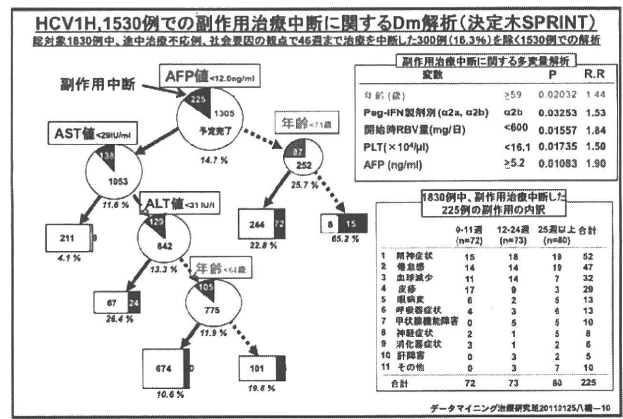 HCV1H,1530例での副作用治療中断に関するDm解析(決定木SPRINT)
総対象1830例中、途中治療不応例、社会要因の観点で46週まで治療を中断した300例(16.3%)を除く1530例での解析
副作用中断
AFP値<12.0ng/ml
225
1305
予定完了
14.7 %
AST値<29IU/ml
138
1053
11.6 %
年齢<71歳
87
252
25.7 %
211
4.1 %
ALT値<31 IU/l
129
842
13.3 %
244 72
22.8 %
8 15
65.2 %
67 24
26.4 %
105
775
11.9 %
674
10.6 %
101
19.8 %
副作用治療中断に関する多変量解析
変数 P R.R
年齢(歳) ≥59 0.02032 1.44
Peg-IFN製剤別(α2a, α2b) α2b 0.03253 1.53
開始時RBV量(mg/日) <600 0.01557 1.84
PLT(×10⁴/μl) <16.1 0.01735 1.50
AFP (ng/ml) ≥5.2 0.01083 1.90
1830例中、副作用治療中断した
225例の副作用の内訳
0-11週 12-24週 25週以上 合計
(n=72) (n=73) (n=80)
1 精神症状 15 18 19 52
2 倦怠感 14 14 19 47
3 血球減少 11 14 7 32
4 皮疹 17 9 3 29
5 眼病変 6 2 5 13
6 呼吸器症状 4 3 6 13
7 甲状腺機能障害 0 5 5 10
8 神経症状 2 1 5 8
9 消化器症状 3 1 2 6
10 肝障害 0 3 2 5
11 その他 0 3 7 10
合計 72 73 80 225
データマイニング治療研究班20110125八橋ー10